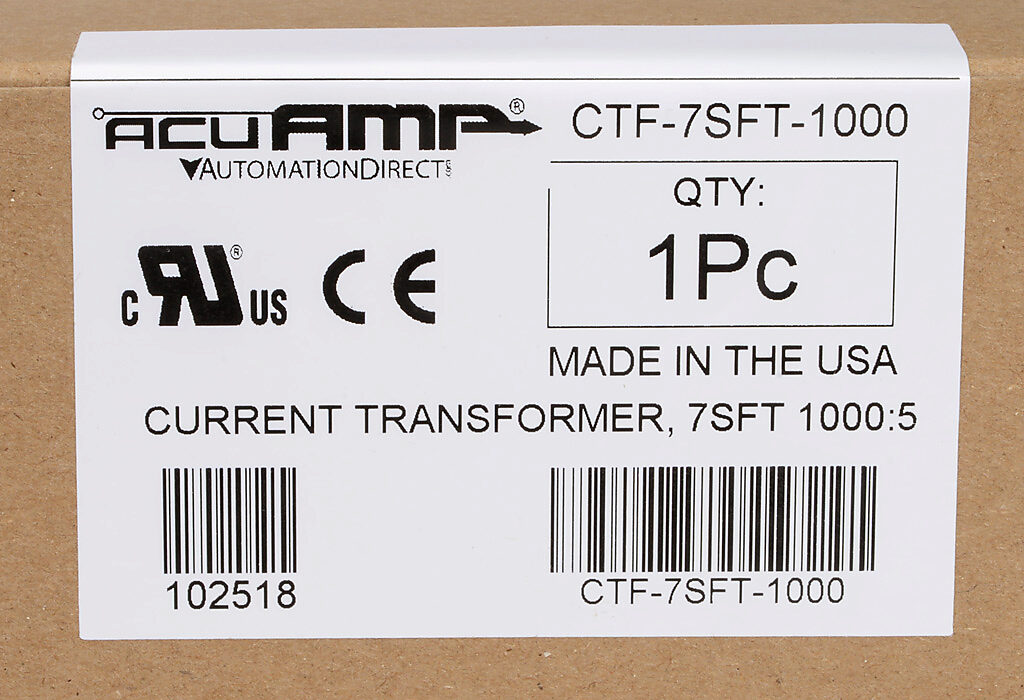 ACUAMP® CTF-7SFT-1000
AUTOMATIONDIRECT
QTY:
1Pc
C RU® US CE
MADE IN THE USA
CURRENT TRANSFORMER, 7SFT 1000:5
102518 CTF-7SFT-1000